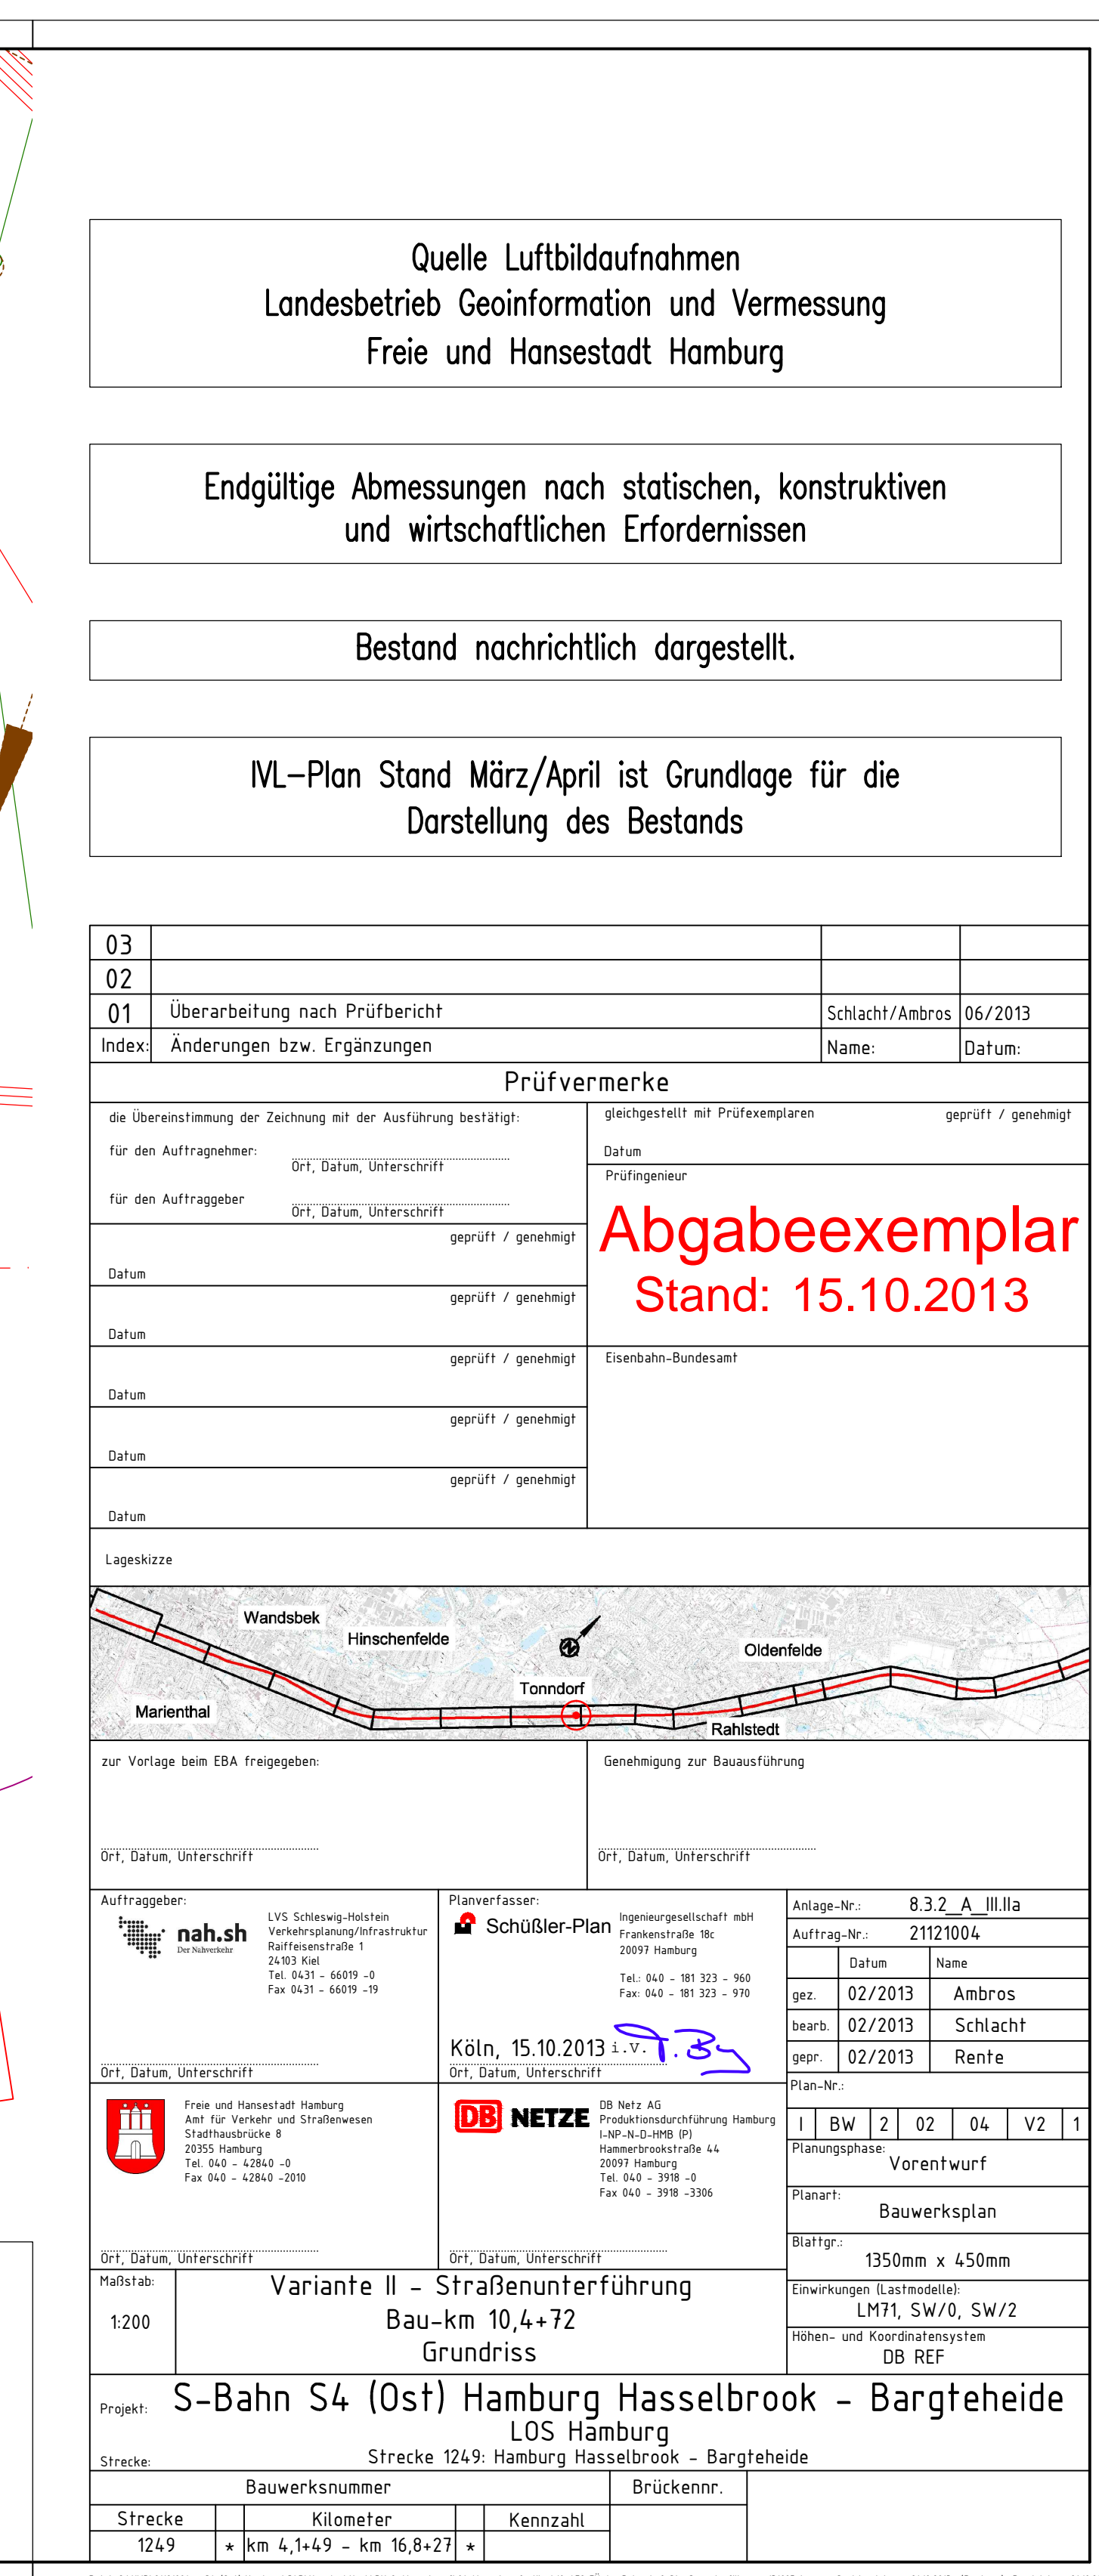 Quelle Luftbildaufnahmen
Landesbetrieb Geoinformation und Vermessung
Freie und Hansestadt Hamburg
Endgültige Abmessungen nach statischen, konstruktiven
und wirtschaftlichen Erfordernissen
Bestand nachrichtlich dargestellt.
IVL-Plan Stand März/April ist Grundlage für die
Darstellung des Bestands
03
02
01 Überarbeitung nach Prüfbericht Schlacht/Ambros 06/2013
Index: Änderungen bzw. Ergänzungen Name: Datum:
Prüfvermerke
die Übereinstimmung der Zeichnung mit der Ausführung bestätigt:
für den Auftragnehmer:
Ort, Datum, Unterschrift
für den Auftraggeber
Ort, Datum, Unterschrift
geprüft / genehmigt
Datum
geprüft / genehmigt
Datum
geprüft / genehmigt
Datum
geprüft / genehmigt
Datum
geprüft / genehmigt
Datum
gleichgestellt mit Prüfexemplaren geprüft / genehmigt
Datum
Prüfingenieur
Abgabeexemplar
Stand: 15.10.2013
Eisenbahn-Bundesamt
Lageskizze
Wandsbek
Hinschenfelde
Oldenfelde
Tonndorf
Marienthal
Rahlstedt
zur Vorlage beim EBA freigegeben:
Ort, Datum, Unterschrift
Genehmigung zur Bauausführung
Ort, Datum, Unterschrift
Auftraggeber:
nah.sh
Der Nahverkehr
LVS Schleswig-Holstein
Verkehrsplanung/Infrastruktur
Raiffeisenstraße 1
24103 Kiel
Tel. 0431 - 66019 -0
Fax 0431 - 66019 -19
Ort, Datum, Unterschrift
Planverfasser:
Schüßler-Plan
Ingenieurgesellschaft mbH
Frankenstraße 18c
20097 Hamburg
Tel.: 040 - 181 323 - 960
Fax: 040 - 181 323 - 970
Köln, 15.10.2013 i.V.
Ort, Datum, Unterschrift
Freie und Hansestadt Hamburg
Amt für Verkehr und Straßenwesen
Stadthausbrücke 8
20355 Hamburg
Tel. 040 - 42840 -0
Fax 040 - 42840 -2010
Ort, Datum, Unterschrift
DB NETZE
DB Netz AG
Produktionsdurchführung Hamburg
I-NP-N-D-HMB (P)
Hammerbrookstraße 44
20097 Hamburg
Tel. 040 - 3918 -0
Fax 040 - 3918 -3306
Ort, Datum, Unterschrift
Anlage-Nr.: 8.3.2_A_III.IIa
Auftrag-Nr.: 21121004
Datum Name
gez. 02/2013 Ambros
bearb. 02/2013 Schlacht
gepr. 02/2013 Rente
Plan-Nr.:
I BW 2 02 04 V2 1
Planungsphase:
Vorentwurf
Planart:
Bauwerksplan
Blattgr.:
1350mm x 450mm
Einwirkungen (Lastmodelle):
LM71, SW/0, SW/2
Höhen- und Koordinatensystem
DB REF
Maßstab:
1:200
Variante II - Straßenunterführung
Bau-km 10,4+72
Grundriss
Projekt: S-Bahn S4 (Ost) Hamburg Hasselbrook - Bargteheide
LOS Hamburg
Strecke: Strecke 1249: Hamburg Hasselbrook - Bargteheide
Bauwerksnummer Brückennr.
Strecke Kilometer Kennzahl
1249 * km 4,1+49 - km 16,8+27 *